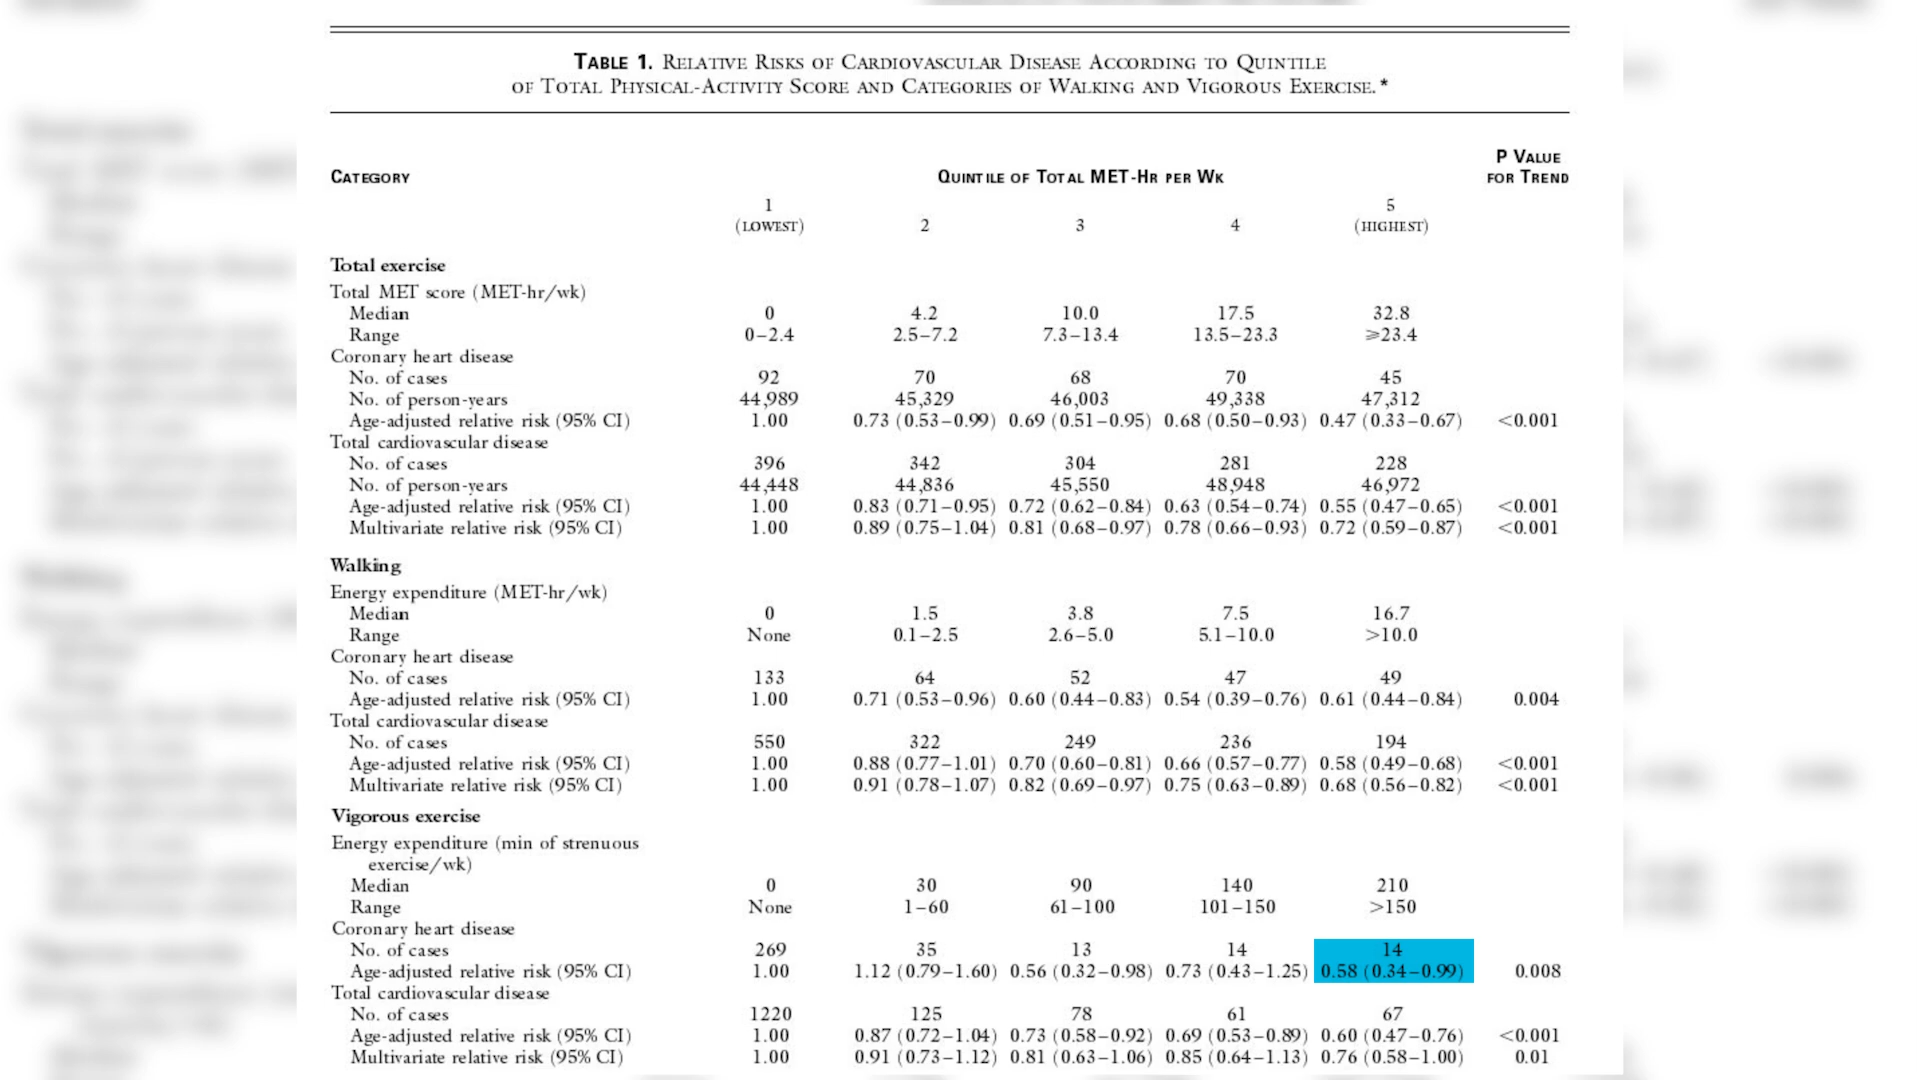 TABLE 1. RELATIVE RISKS OF CARDIOVASCULAR DISEASE ACCORDING TO QUINTILE
OF TOTAL PHYSICAL-ACTIVITY SCORE AND CATEGORIES OF WALKING AND VIGOROUS EXERCISE.*
CATEGORY QUINTILE OF TOTAL MET-HR PER WK P VALUE FOR TREND
1 (LOWEST) 2 3 4 5 (HIGHEST)
Total exercise
Total MET score (MET-hr/wk)
Median 0 4.2 10.0 17.5 32.8
Range 0–2.4 2.5–7.2 7.3–13.4 13.5–23.3 ≥23.4
Coronary heart disease
No. of cases 92 70 68 70 45
No. of person-years 44,989 45,329 46,003 49,338 47,312
Age-adjusted relative risk (95% CI) 1.00 0.73 (0.53–0.99) 0.69 (0.51–0.95) 0.68 (0.50–0.93) 0.47 (0.33–0.67) <0.001
Total cardiovascular disease
No. of cases 396 342 304 281 228
No. of person-years 44,448 44,836 45,550 48,948 46,972
Age-adjusted relative risk (95% CI) 1.00 0.83 (0.71–0.95) 0.72 (0.62–0.84) 0.63 (0.54–0.74) 0.55 (0.47–0.65) <0.001
Multivariate relative risk (95% CI) 1.00 0.89 (0.75–1.04) 0.81 (0.68–0.97) 0.78 (0.66–0.93) 0.72 (0.59–0.87) <0.001
Walking
Energy expenditure (MET-hr/wk)
Median 0 1.5 3.8 7.5 16.7
Range None 0.1–2.5 2.6–5.0 5.1–10.0 >10.0
Coronary heart disease
No. of cases 133 64 52 47 49
Age-adjusted relative risk (95% CI) 1.00 0.71 (0.53–0.96) 0.60 (0.44–0.83) 0.54 (0.39–0.76) 0.61 (0.44–0.84) 0.004
Total cardiovascular disease
No. of cases 550 322 249 236 194
Age-adjusted relative risk (95% CI) 1.00 0.88 (0.77–1.01) 0.70 (0.60–0.81) 0.66 (0.57–0.77) 0.58 (0.49–0.68) <0.001
Multivariate relative risk (95% CI) 1.00 0.91 (0.78–1.07) 0.82 (0.69–0.97) 0.75 (0.63–0.89) 0.68 (0.56–0.82) <0.001
Vigorous exercise
Energy expenditure (min of strenuous
exercise/wk)
Median 0 30 90 140 210
Range None 1–60 61–100 101–150 >150
Coronary heart disease
No. of cases 269 35 13 14 14
Age-adjusted relative risk (95% CI) 1.00 1.12 (0.79–1.60) 0.56 (0.32–0.98) 0.73 (0.43–1.25) 0.58 (0.34–0.99) 0.008
Total cardiovascular disease
No. of cases 1220 125 78 61 67
Age-adjusted relative risk (95% CI) 1.00 0.87 (0.72–1.04) 0.73 (0.58–0.92) 0.69 (0.53–0.89) 0.60 (0.47–0.76) <0.001
Multivariate relative risk (95% CI) 1.00 0.91 (0.73–1.12) 0.81 (0.63–1.06) 0.85 (0.64–1.13) 0.76 (0.58–1.00) 0.01